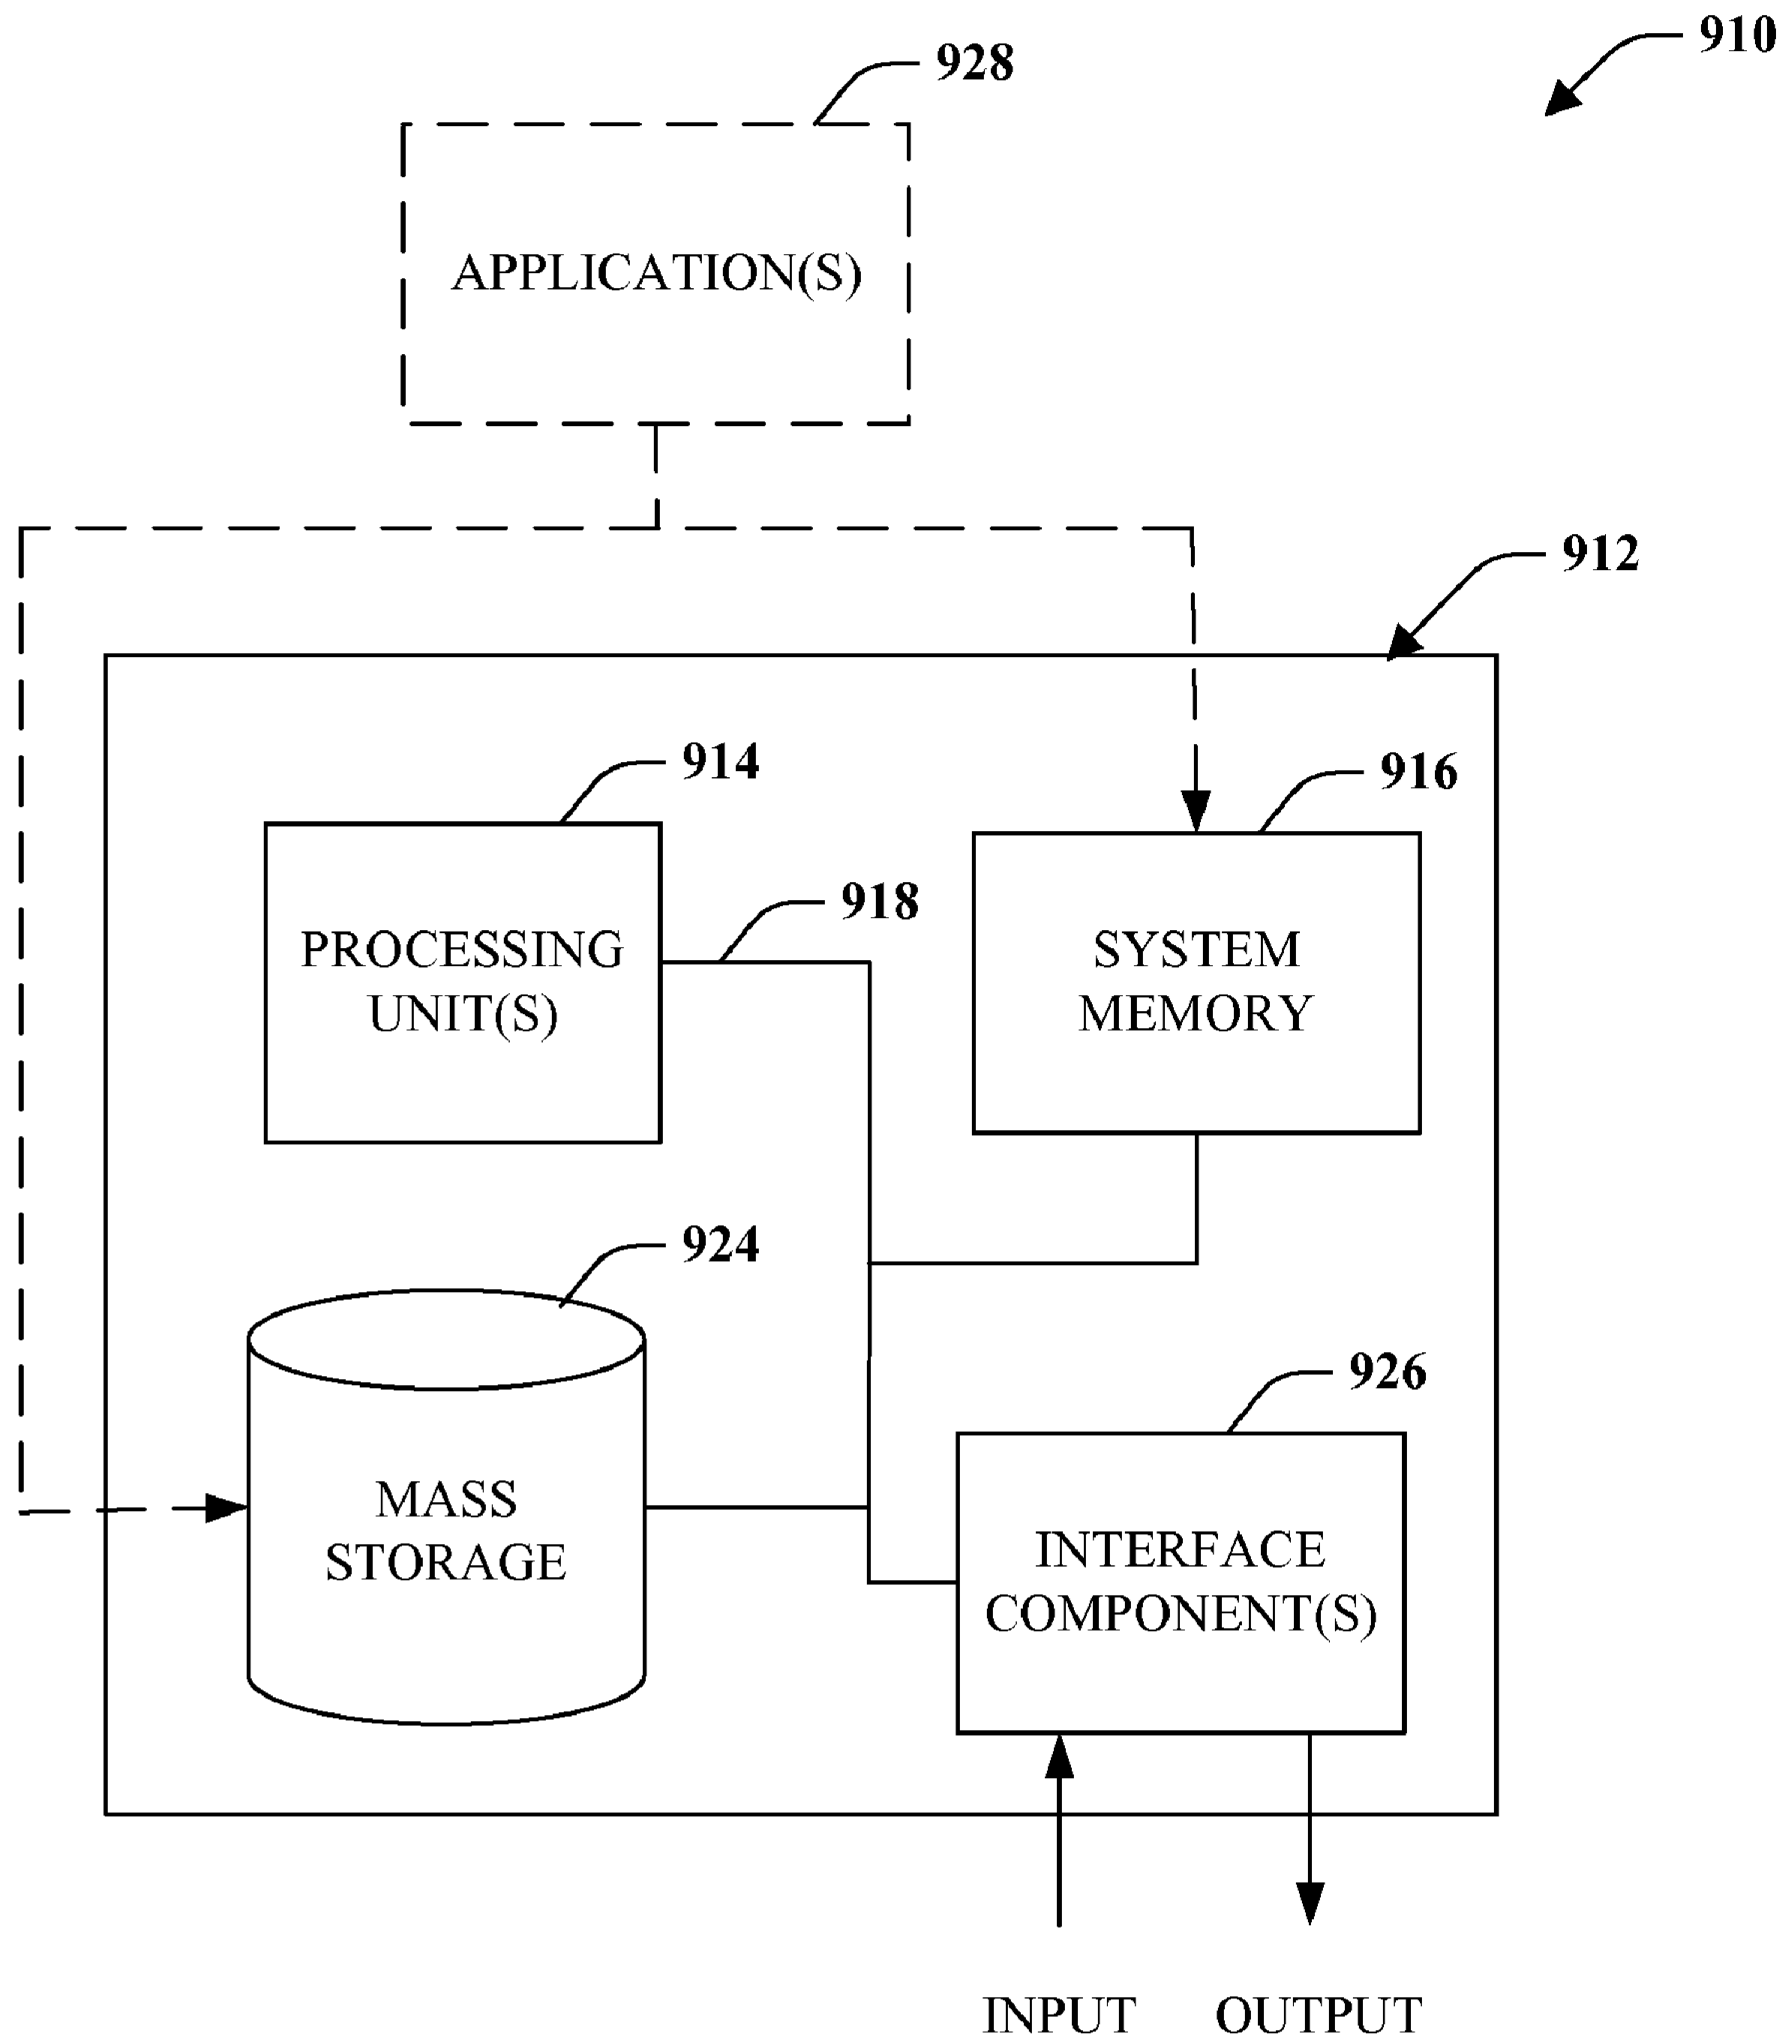 910
928
APPLICATION(S)
912
914
916
918
PROCESSING
UNIT(S)
SYSTEM
MEMORY
924
926
MASS
STORAGE
INTERFACE
COMPONENT(S)
INPUT
OUTPUT